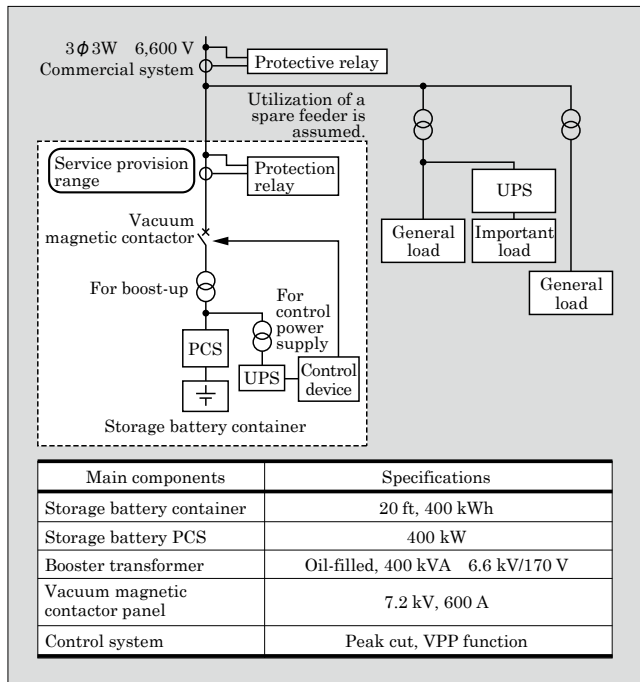 3ϕ3W 6,600 V
Commercial system
Protective relay
Utilization of a
spare feeder is
assumed.
Service provision
range
Protection
relay
UPS
Vacuum
magnetic contactor
General
load
Important
load
For boost-up
For
control
power
supply
General
load
PCS
UPS
Control
device
Storage battery container
Main components Specifications
Storage battery container 20 ft, 400 kWh
Storage battery PCS 400 kW
Booster transformer Oil-filled, 400 kVA 6.6 kV/170 V
Vacuum magnetic
contactor panel
7.2 kV, 600 A
Control system Peak cut, VPP function